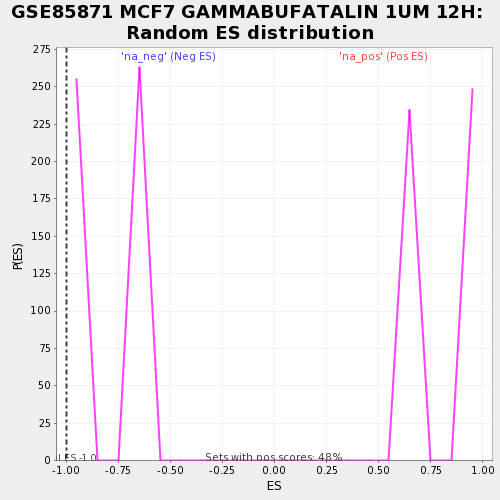 GSE85871 MCF7 GAMMABUFATALIN 1UM 12H:
Random ES distribution
'na_neg' (Neg ES)
'na_pos' (Pos ES)
275
250
225
200
175
150
125
100
75
50
25
0
P(ES)
ES -1.0
Sets with pos scores: 48%
-1.00 -0.75 -0.50 -0.25 0.00 0.25 0.50 0.75 1.00
ES